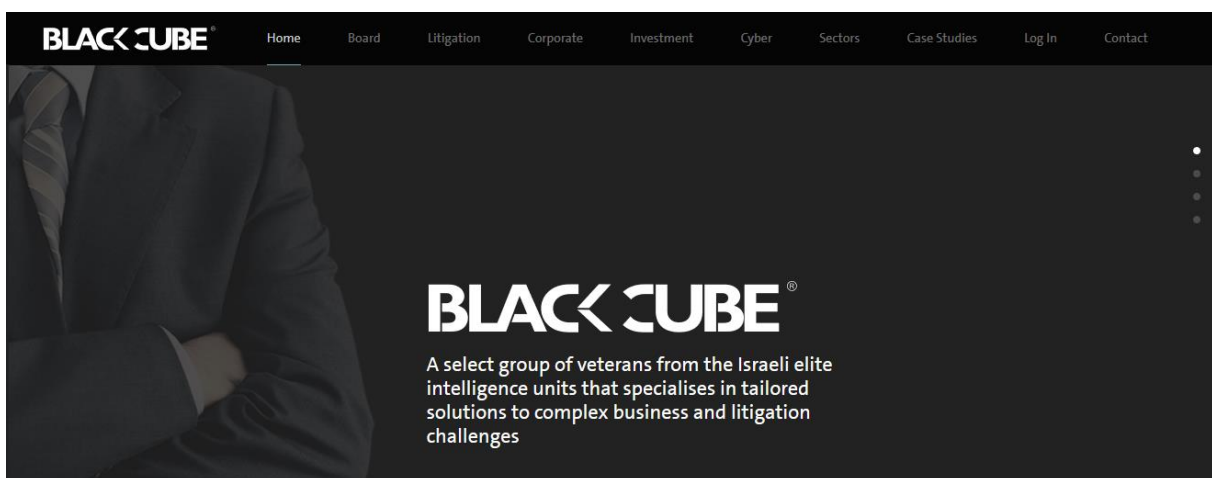 BLACK CUBE® Home Board Litigation Corporate Investment Cyber Sectors Case Studies Log In Contact
BLACK CUBE®
A select group of veterans from the Israeli elite
intelligence units that specialises in tailored
solutions to complex business and litigation
challenges